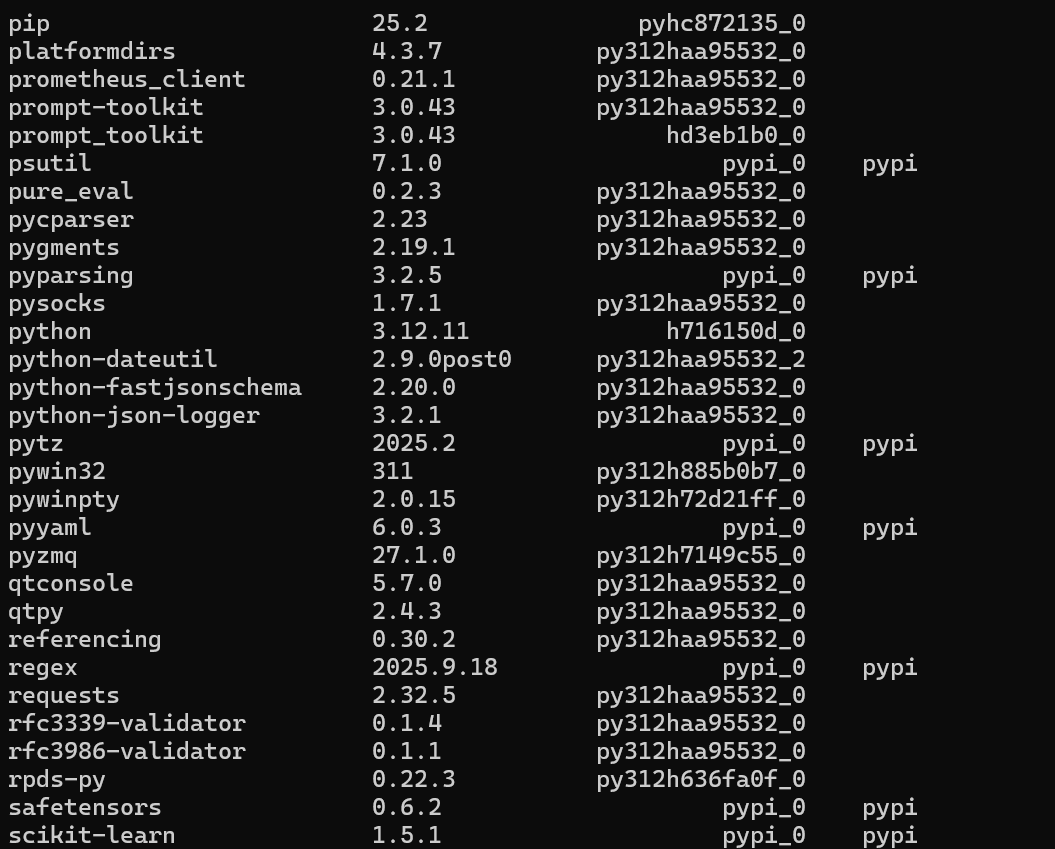 pip 25.2 pyhc872135_0
platformdirs 4.3.7 py312haa95532_0
prometheus_client 0.21.1 py312haa95532_0
prompt-toolkit 3.0.43 py312haa95532_0
prompt_toolkit 3.0.43 hd3eb1b0_0
psutil 7.1.0 pypi_0 pypi
pure_eval 0.2.3 py312haa95532_0
pycparser 2.23 py312haa95532_0
pygments 2.19.1 py312haa95532_0
pyparsing 3.2.5 pypi_0 pypi
pysocks 1.7.1 py312haa95532_0
python 3.12.11 h716150d_0
python-dateutil 2.9.0post0 py312haa95532_2
python-fastjsonschema 2.20.0 py312haa95532_0
python-json-logger 3.2.1 py312haa95532_0
pytz 2025.2 pypi_0 pypi
pywin32 311 py312h885b0b7_0
pywinpty 2.0.15 py312h72d21ff_0
pyyaml 6.0.3 pypi_0 pypi
pyzmq 27.1.0 py312h7149c55_0
qtconsole 5.7.0 py312haa95532_0
qtpy 2.4.3 py312haa95532_0
referencing 0.30.2 py312haa95532_0
regex 2025.9.18 pypi_0 pypi
requests 2.32.5 py312haa95532_0
rfc3339-validator 0.1.4 py312haa95532_0
rfc3986-validator 0.1.1 py312haa95532_0
rpds-py 0.22.3 py312h636fa0f_0
safetensors 0.6.2 pypi_0 pypi
scikit-learn 1.5.1 pypi_0 pypi